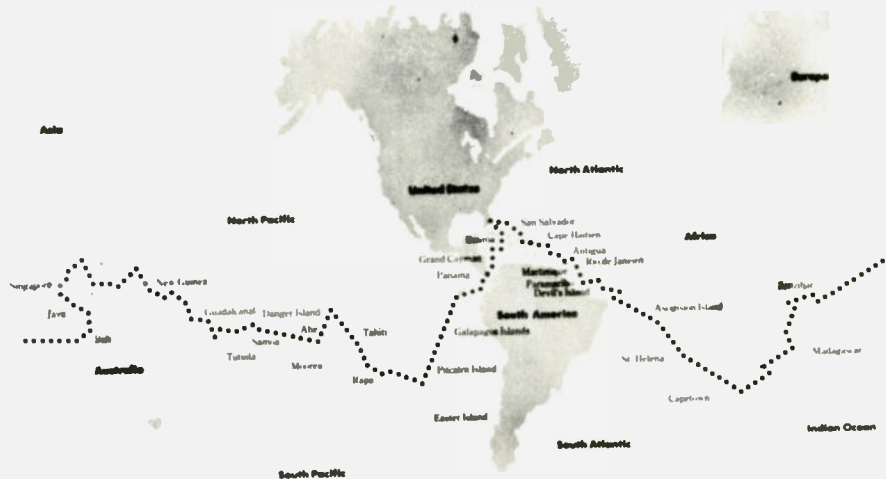 Europe
Asia
North Atlantic
United States
North Pacific
San Salvador
Cape Haitien
Africa
Antigua
Grand Cayman
Rio de Janeiro
Panama
Martinique
Paramaribo
Devil's Island
Singapore
New Guinea
Zanzibar
Java
Guadalcanal
Danger Island
South America
Ascension Island
Tahiti
Galapagos Islands
Bali
Samoa
Tutuila
Madagascar
St. Helena
Moorea
Australia
Pitcairn Island
Rapa
Capetown
Easter Island
Indian Ocean
South Atlantic
South Pacific